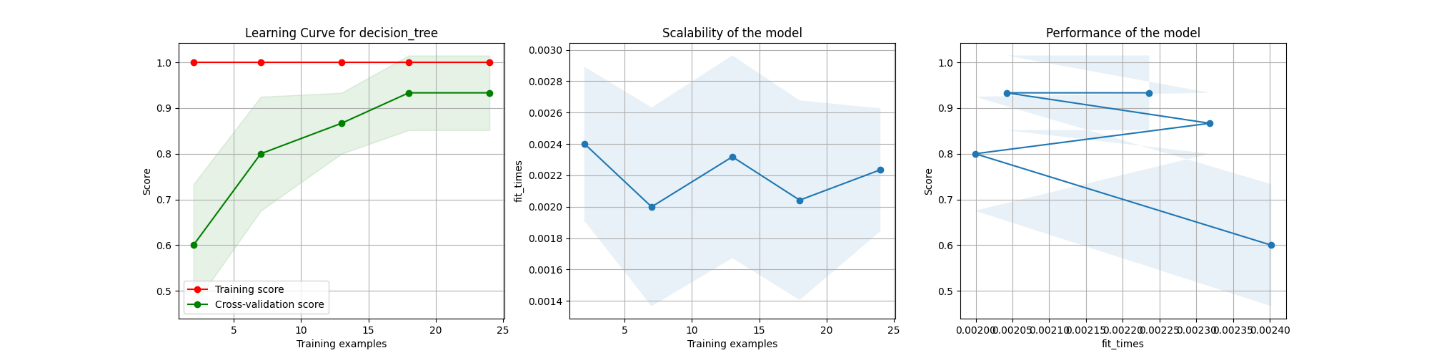 Learning Curve for decision_tree
Score
1.0
0.9
0.8
0.7
0.6
0.5
Training score
Cross-validation score
5 10 15 20 25
Training examples
Scalability of the model
fit_times
0.0030
0.0028
0.0026
0.0024
0.0022
0.0020
0.0018
0.0016
0.0014
5 10 15 20 25
Training examples
Performance of the model
Score
1.0
0.9
0.8
0.7
0.6
0.5
0.00200 0.00205 0.00210 0.00215 0.00220 0.00225 0.00230 0.00235 0.00240
fit_times